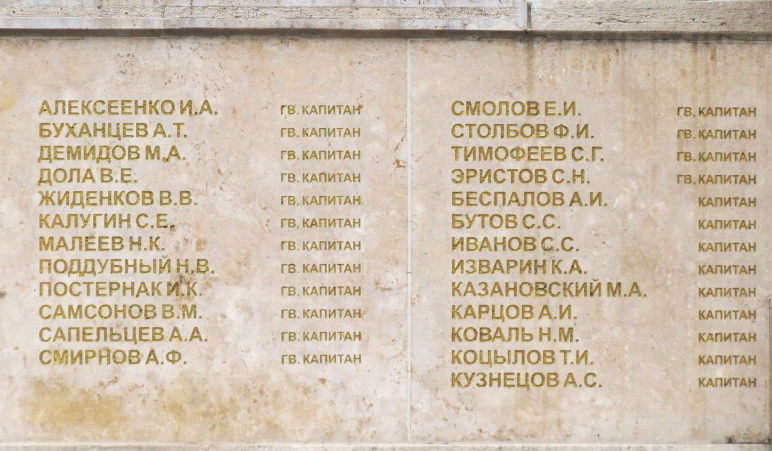 АЛЕКСЕЕНКО И.А. ГВ. КАПИТАН
БУХАНЦЕВ А.Т. ГВ. КАПИТАН
ДЕМИДОВ М.А. ГВ. КАПИТАН
ДОЛА В.Е. ГВ. КАПИТАН
ЖИДЕНКОВ В.В. ГВ. КАПИТАН
КАЛУГИН С.Е. ГВ. КАПИТАН
МАЛЕЕВ Н.К. ГВ. КАПИТАН
ПОДДУБНЫЙ Н.В. ГВ. КАПИТАН
ПОСТЕРНАК И.К. ГВ. КАПИТАН
САМСОНОВ В.М. ГВ. КАПИТАН
САПЕЛЬЦЕВ А.А. ГВ. КАПИТАН
СМИРНОВ А.Ф. ГВ. КАПИТАН
СМОЛОВ Е.И. ГВ. КАПИТАН
СТОЛБОВ Ф.И. ГВ. КАПИТАН
ТИМОФЕЕВ С.Г. ГВ. КАПИТАН
ЭРИСТОВ С.Н. ГВ. КАПИТАН
БЕСПАЛОВ А.И. КАПИТАН
БУТОВ С.С. КАПИТАН
ИВАНОВ С.С. КАПИТАН
ИЗВАРИН К.А. КАПИТАН
КАЗАНОВСКИЙ М.А. КАПИТАН
КАРЦОВ А.И. КАПИТАН
КОВАЛЬ Н.М. КАПИТАН
КОЦЫЛОВ Т.И. КАПИТАН
КУЗНЕЦОВ А.С. КАПИТАН